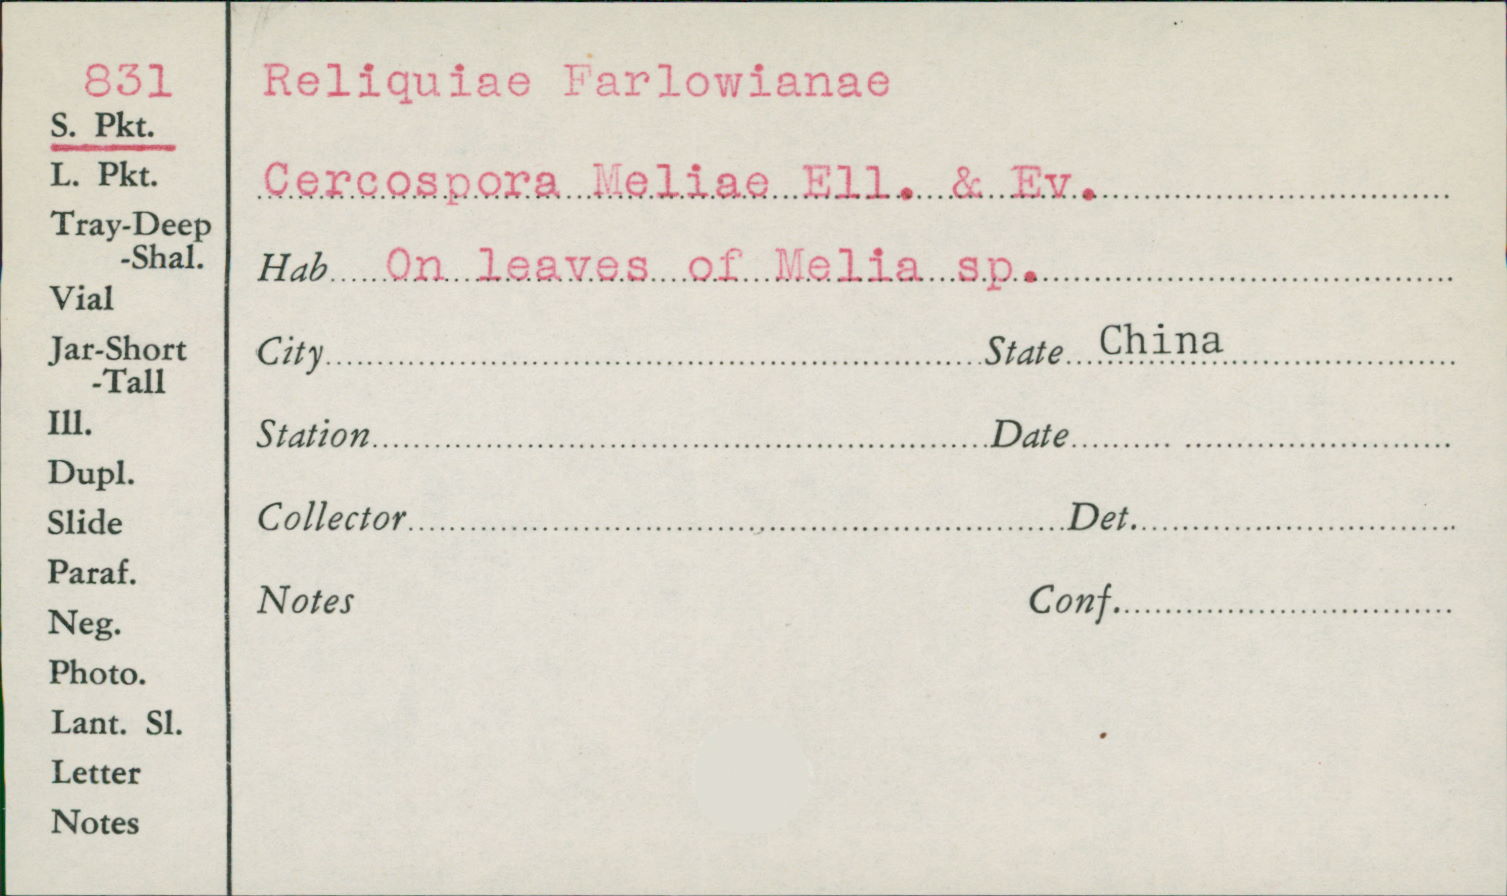 831
S. Pkt.
L. Pkt.
Tray-Deep
-Shal.
Vial
Jar-Short
-Tall
Ill.
Dupl.
Slide
Paraf.
Neg.
Photo.
Lant. Sl.
Letter
Notes
Reliquiae Farlowianae
Cercospora Meliae Ell. & Ev.
Hab On leaves of Melia sp.
City State China
Station Date
Collector Det.
Notes Conf.